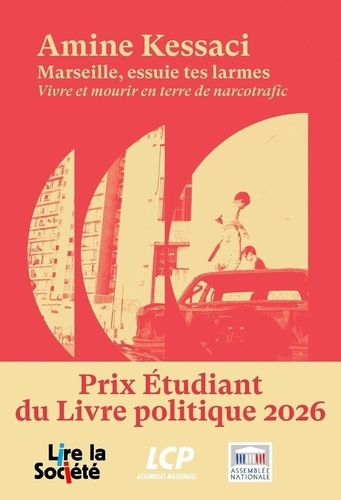 Amine Kessaci
Marseille, essuie tes larmes
Vivre et mourir en terre de narcotrafic
Prix Étudiant
du Livre politique 2026
Lire la
Société
LCP
ASSEMBLÉE NATIONALE
ASSEMBLÉE
NATIONALE